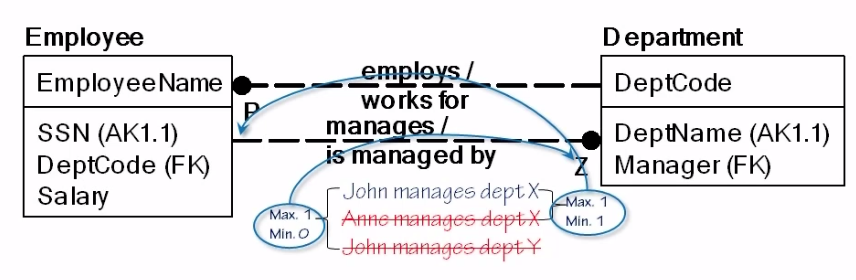 Employee
Department
EmployeeName
employs /
works for
DeptCode
P
SSN (AK1.1)
DeptCode (FK)
Salary
manages /
is managed by
DeptName (AK1.1)
Manager (FK)
Z
John manages dept X
Anne manages dept X
John manages dept Y
Max. 1
Min. 0
Max. 1
Min. 1